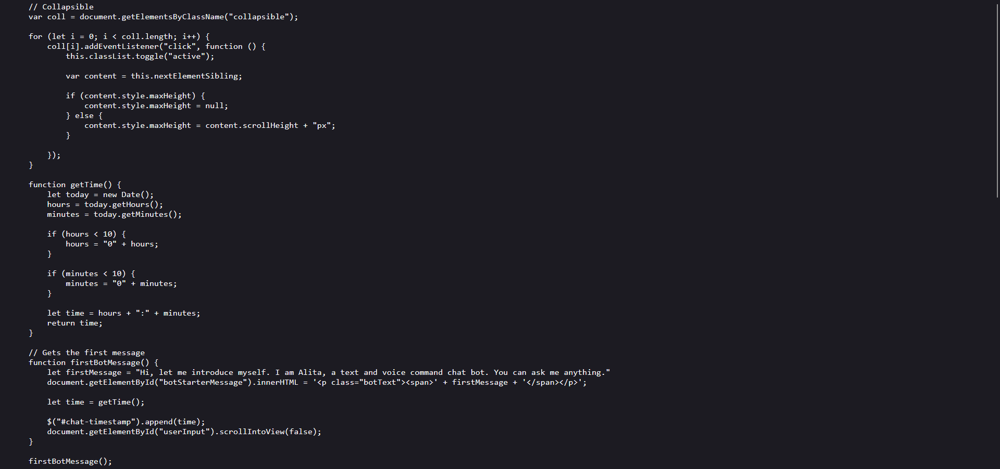 // Collapsible
var coll = document.getElementsByClassName("collapsible");

for (let i = 0; i < coll.length; i++) {
    coll[i].addEventListener("click", function () {
        this.classList.toggle("active");

        var content = this.nextElementSibling;

        if (content.style.maxHeight) {
            content.style.maxHeight = null;
        } else {
            content.style.maxHeight = content.scrollHeight + "px";
        }

    });
}

function getTime() {
    let today = new Date();
    hours = today.getHours();
    minutes = today.getMinutes();

    if (hours < 10) {
        hours = "0" + hours;
    }

    if (minutes < 10) {
        minutes = "0" + minutes;
    }

    let time = hours + ":" + minutes;
    return time;
}

// Gets the first message
function firstBotMessage() {
    let firstMessage = "Hi, let me introduce myself. I am Alita, a text and voice command chat bot. You can ask me anything."
    document.getElementById("botStarterMessage").innerHTML = '<p class="botText"><span>' + firstMessage + '</span></p>';

    let time = getTime();

    $("#chat-timestamp").append(time);
    document.getElementById("userInput").scrollIntoView(false);
}

firstBotMessage();